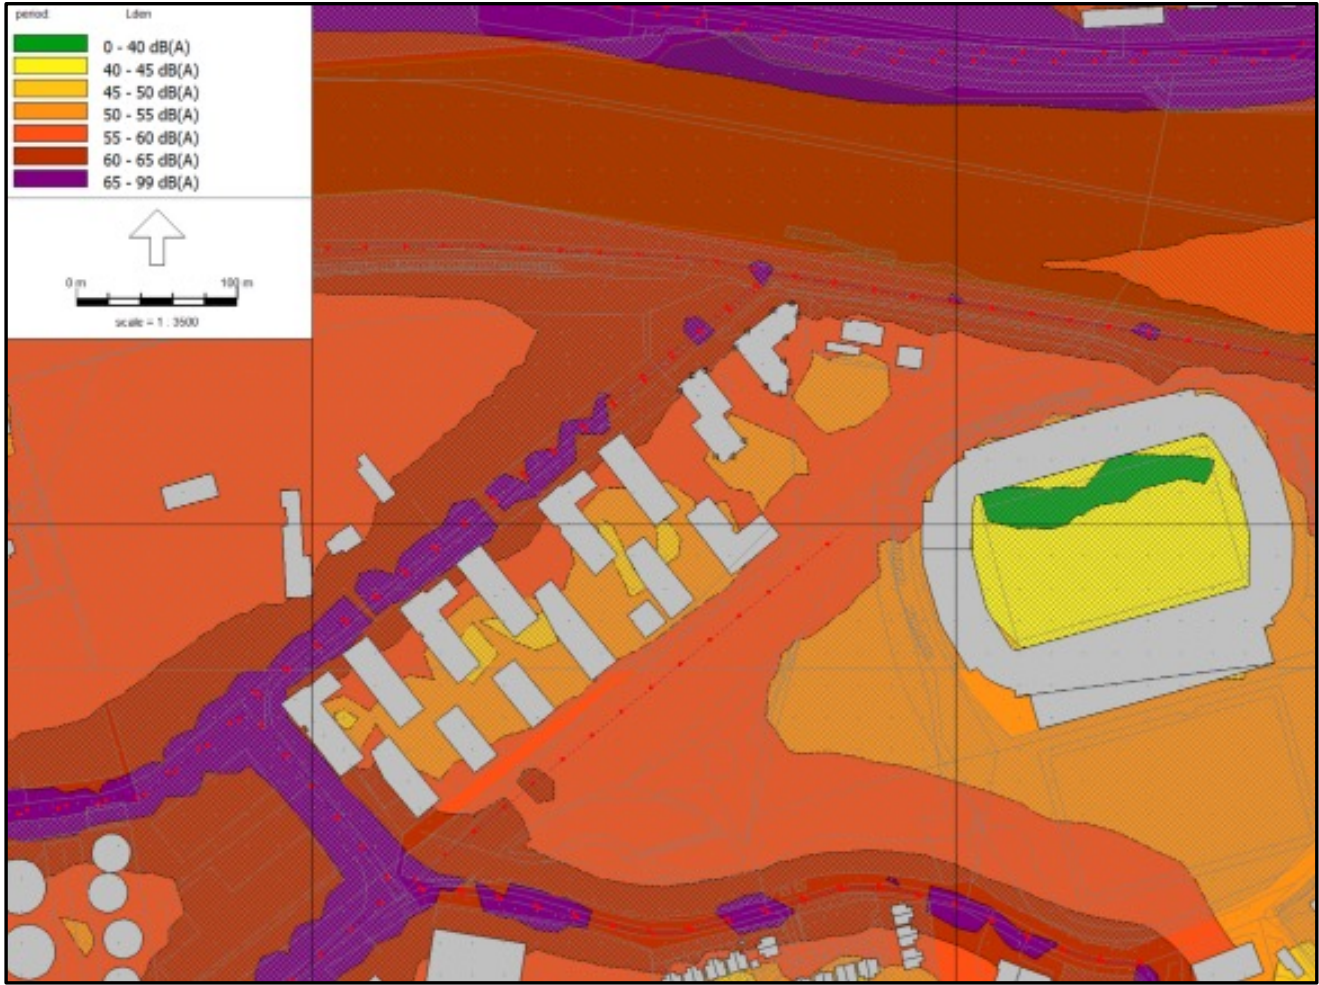 period: Lden
0 - 40 dB(A)
40 - 45 dB(A)
45 - 50 dB(A)
50 - 55 dB(A)
55 - 60 dB(A)
60 - 65 dB(A)
65 - 99 dB(A)
0 m 100 m
scale = 1 : 3500